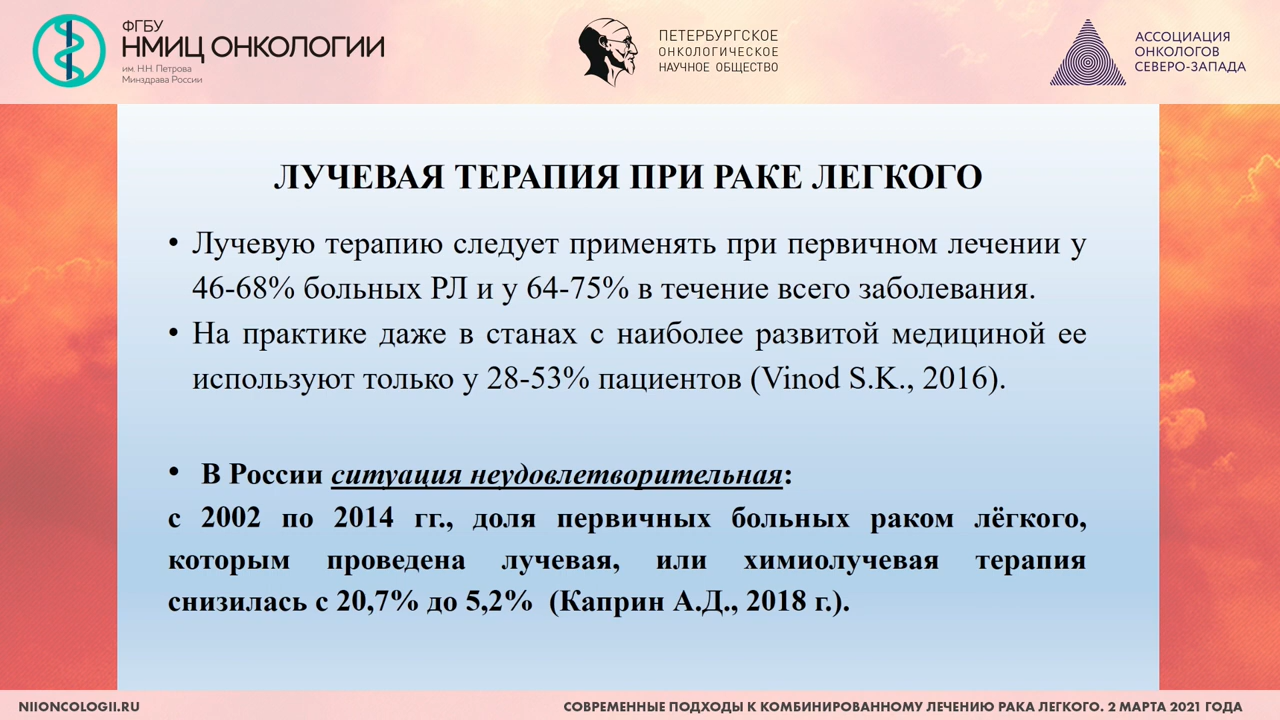 ФГБУ
НМИЦ ОНКОЛОГИИ
им. Н.Н. Петрова
Минздрава России
ПЕТЕРБУРГСКОЕ
ОНКОЛОГИЧЕСКОЕ
НАУЧНОЕ ОБЩЕСТВО
АССОЦИАЦИЯ
ОНКОЛОГОВ
СЕВЕРО-ЗАПАДА
ЛУЧЕВАЯ ТЕРАПИЯ ПРИ РАКЕ ЛЕГКОГО
• Лучевую терапию следует применять при первичном лечении у
46-68% больных РЛ и у 64-75% в течение всего заболевания.
• На практике даже в станах с наиболее развитой медициной ее
используют только у 28-53% пациентов (Vinod S.K., 2016).
• В России ситуация неудовлетворительная:
с 2002 по 2014 гг., доля первичных больных раком лёгкого,
которым проведена лучевая, или химиолучевая терапия
снизилась с 20,7% до 5,2% (Каприн А.Д., 2018 г.).
NIIONCOLOGII.RU
СОВРЕМЕННЫЕ ПОДХОДЫ К КОМБИНИРОВАННОМУ ЛЕЧЕНИЮ РАКА ЛЕГКОГО. 2 МАРТА 2021 ГОДА